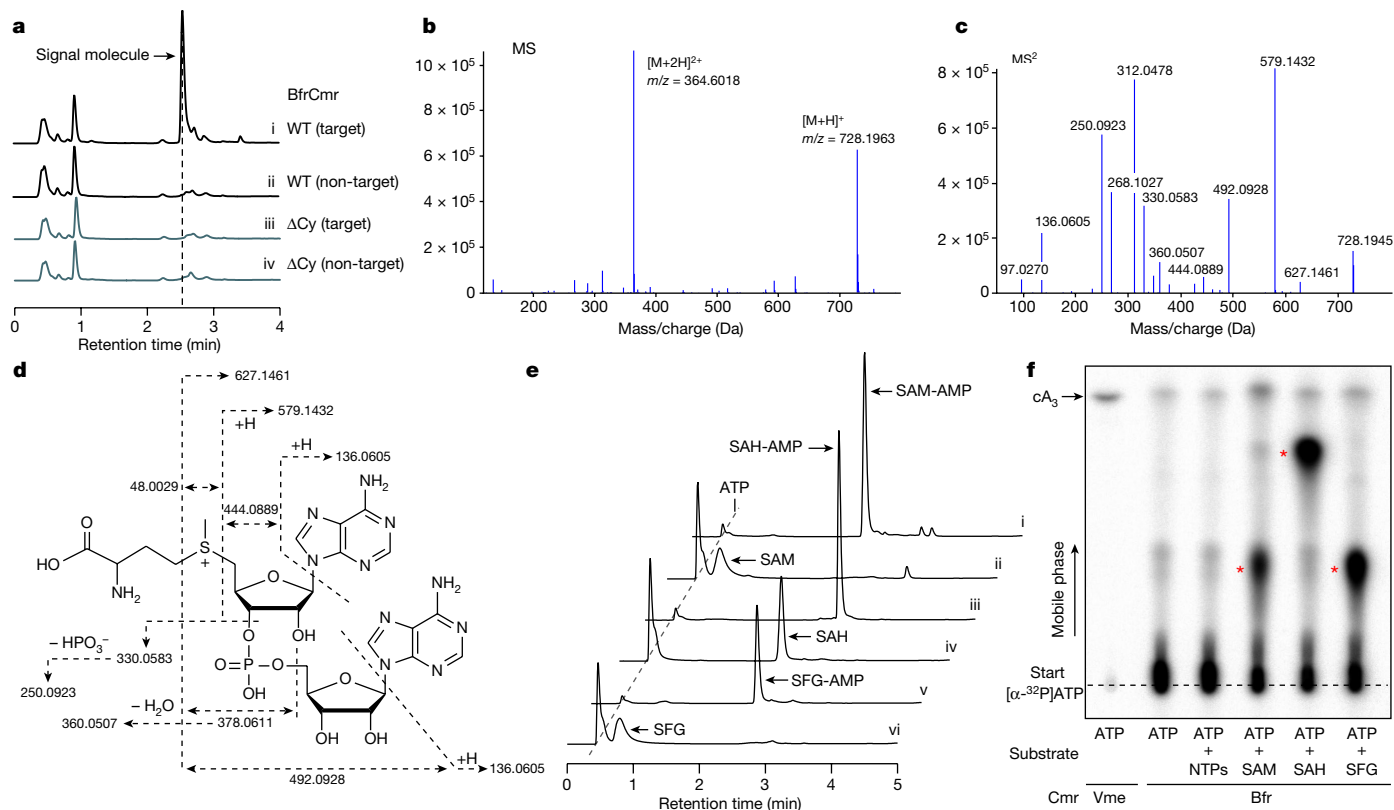 a
Signal molecule
BfrCmr
i WT (target)
ii WT (non-target)
iii ΔCy (target)
iv ΔCy (non-target)
0 1 2 3 4
Retention time (min)
b
MS
[M+2H]²⁺
m/z = 364.6018
[M+H]⁺
m/z = 728.1963
10 × 10⁵
8 × 10⁵
6 × 10⁵
4 × 10⁵
2 × 10⁵
0
200 300 400 500 600 700
Mass/charge (Da)
c
MS²
8 × 10⁵
6 × 10⁵
4 × 10⁵
2 × 10⁵
0
97.0270
136.0605
250.0923
268.1027
312.0478
330.0583
360.0507
444.0889
492.0928
579.1432
627.1461
728.1945
50 100 200 300 400 500 600 700
Mass/charge (Da)
d
627.1461
579.1432
+H
+H
136.0605
48.0029
444.0889
NH₂
N
N
N
N
O
HO
NH₂
S
+
O
O
OH
O
P
O
OH
NH₂
N
N
N
N
O
OH
OH
– HPO₃⁻
330.0583
250.0923
– H₂O
378.0611
360.0507
492.0928
+H
136.0605
e
SAM-AMP
SAH-AMP
ATP
SAM
SAH
SFG-AMP
SFG
i
ii
iii
iv
v
vi
0 1 2 3 4 5
Retention time (min)
f
cA₃
Mobile phase
Start
[α-³²P]ATP
*
*
*
Substrate
ATP
ATP
ATP + NTPs
ATP + SAM
ATP + SAH
ATP + SFG
Cmr Vme Bfr